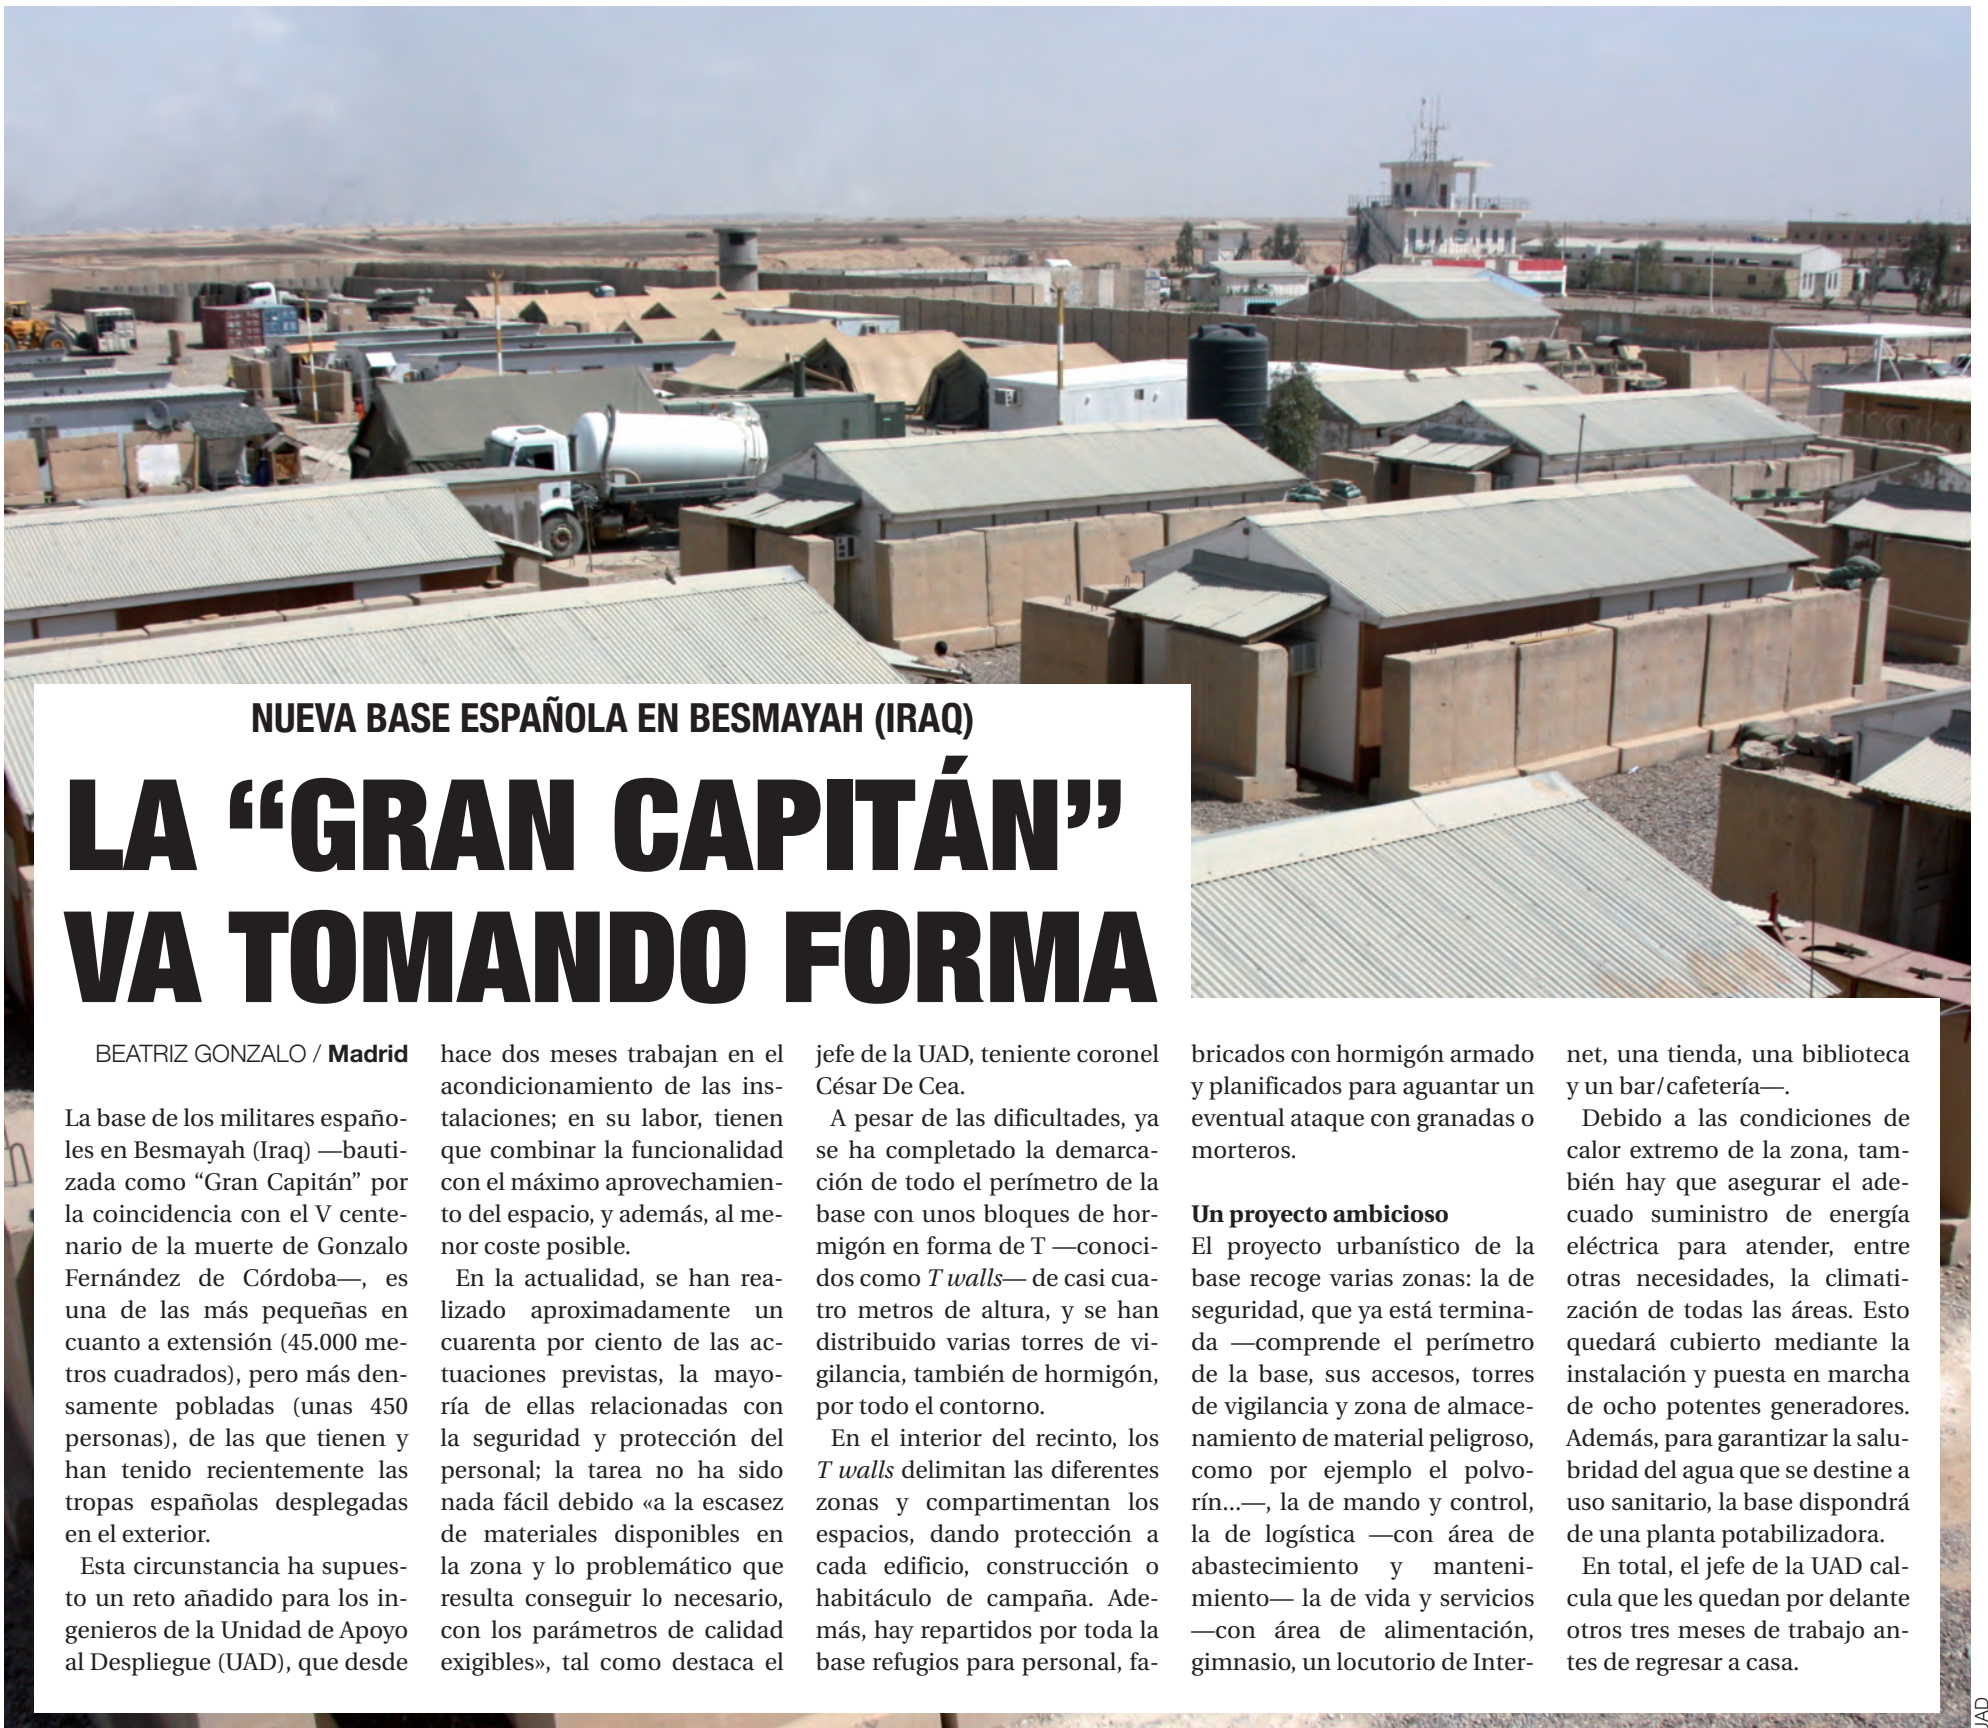 NUEVA BASE ESPAÑOLA EN BESMAYAH (IRAQ)
LA “GRAN CAPITÁN”
VA TOMANDO FORMA
BEATRIZ GONZALO / Madrid
La base de los militares españo-
les en Besmayah (Iraq) —bauti-
zada como “Gran Capitán” por
la coincidencia con el V cente-
nario de la muerte de Gonzalo
Fernández de Córdoba—, es
una de las más pequeñas en
cuanto a extensión (45.000 me-
tros cuadrados), pero más den-
samente pobladas (unas 450
personas), de las que tienen y
han tenido recientemente las
tropas españolas desplegadas
en el exterior.
Esta circunstancia ha supues-
to un reto añadido para los in-
genieros de la Unidad de Apoyo
al Despliegue (UAD), que desde
hace dos meses trabajan en el
acondicionamiento de las ins-
talaciones; en su labor, tienen
que combinar la funcionalidad
con el máximo aprovechamien-
to del espacio, y además, al me-
nor coste posible.
En la actualidad, se han rea-
lizado aproximadamente un
cuarenta por ciento de las ac-
tuaciones previstas, la mayo-
ría de ellas relacionadas con
la seguridad y protección del
personal; la tarea no ha sido
nada fácil debido «a la escasez
de materiales disponibles en
la zona y lo problemático que
resulta conseguir lo necesario,
con los parámetros de calidad
exigibles», tal como destaca el
jefe de la UAD, teniente coronel
César De Cea.
A pesar de las dificultades, ya
se ha completado la demarca-
ción de todo el perímetro de la
base con unos bloques de hor-
migón en forma de T —conoci-
dos como T walls— de casi cua-
tro metros de altura, y se han
distribuido varias torres de vi-
gilancia, también de hormigón,
por todo el contorno.
En el interior del recinto, los
T walls delimitan las diferentes
zonas y compartimentan los
espacios, dando protección a
cada edificio, construcción o
habitáculo de campaña. Ade-
más, hay repartidos por toda la
base refugios para personal, fa-
bricados con hormigón armado
y planificados para aguantar un
eventual ataque con granadas o
morteros.
Un proyecto ambicioso
El proyecto urbanístico de la
base recoge varias zonas: la de
seguridad, que ya está termina-
da —comprende el perímetro
de la base, sus accesos, torres
de vigilancia y zona de almace-
namiento de material peligroso,
como por ejemplo el polvo-
rín...—, la de mando y control,
la de logística —con área de
abastecimiento y manteni-
miento— la de vida y servicios
—con área de alimentación,
gimnasio, un locutorio de Inter-
net, una tienda, una biblioteca
y un bar/cafetería—.
Debido a las condiciones de
calor extremo de la zona, tam-
bién hay que asegurar el ade-
cuado suministro de energía
eléctrica para atender, entre
otras necesidades, la climati-
zación de todas las áreas. Esto
quedará cubierto mediante la
instalación y puesta en marcha
de ocho potentes generadores.
Además, para garantizar la salu-
bridad del agua que se destine a
uso sanitario, la base dispondrá
de una planta potabilizadora.
En total, el jefe de la UAD cal-
cula que les quedan por delante
otros tres meses de trabajo an-
tes de regresar a casa.